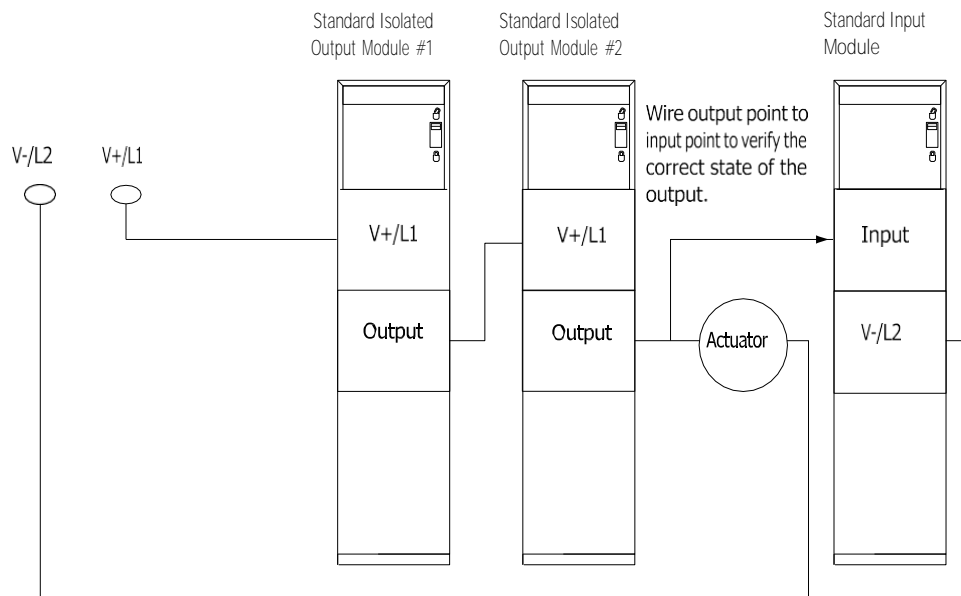 Standard Isolated
Output Module #1
Standard Isolated
Output Module #2
Standard Input
Module
Wire output point to
input point to verify the
correct state of the
output.
V-/L2
V+/L1
V+/L1
V+/L1
Input
Output
Output
Actuator
V-/L2